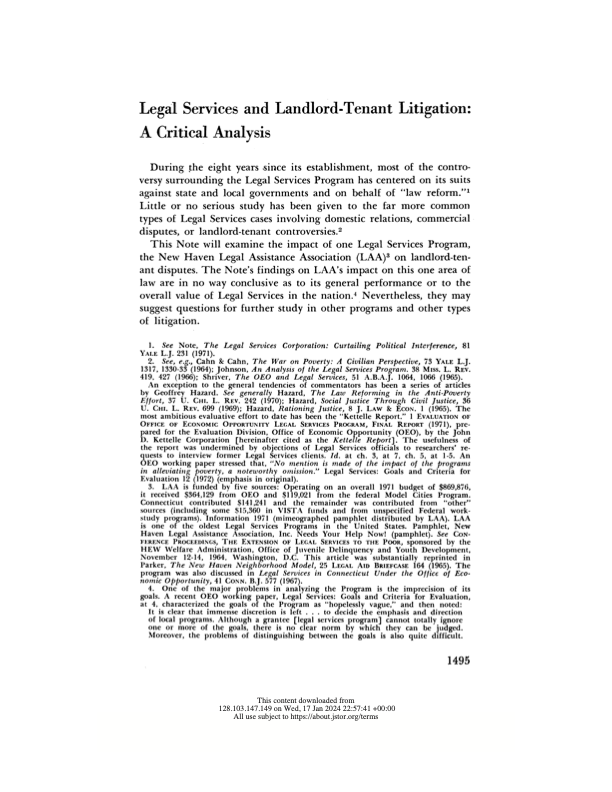 Legal Services and Landlord-Tenant Litigation:
A Critical Analysis
During the eight years since its establishment, most of the contro-
versy surrounding the Legal Services Program has centered on its suits
against state and local governments and on behalf of "law reform."1
Little or no serious study has been given to the far more common
types of Legal Services cases involving domestic relations, commercial
disputes, or landlord-tenant controversies.2
This Note will examine the impact of one Legal Services Program,
the New Haven Legal Assistance Association (LAA)3 on landlord-ten-
ant disputes. The Note's findings on LAA's impact on this one area of
law are in no way conclusive as to its general performance or to the
overall value of Legal Services in the nation.4 Nevertheless, they may
suggest questions for further study in other programs and other types
of litigation.
1. See Note, The Legal Services Corporation: Curtailing Political Interference, 81
YALE L.J. 231 (1971).
2. See, e.g., Cahn & Cahn, The War on Poverty: A Civilian Perspective, 73 YALE L.J.
1317, 1330-33 (1964); Johnson, An Analysis of the Legal Services Program. 38 MISS. L. REV.
419, 427 (1966); Shriver, The OEO and Legal Services, 51 A.B.A.J. 1064, 1066 (1965).
An exception to the general tendencies of commentators has been a series of articles
by Geoffrey Hazard. See generally Hazard, The Law Reforming in the Anti-Poverty
Effort, 37 U. CHI. L. REV. 242 (1970); Hazard, Social Justice Through Civil Justice, 36
U. CHI. L. REV. 699 (1969); Hazard, Rationing Justice, 8 J. LAW & ECON. 1 (1965). The
most ambitious evaluative effort to date has been the "Kettelle Report." 1 EVALUATION OF
OFFICE OF ECONOMIC OPPORTUNITY LEGAL SERVICES PROGRAM, FINAL REPORT (1971), pre-
pared for the Evaluation Division, Office of Economic Opportunity (OEO), by the John
D. Kettelle Corporation [hereinafter cited as the Kettelle Report]. The usefulness of
the report was undermined by objections of Legal Services officials to researchers' re-
quests to interview former Legal Services clients. Id. at ch. 3, at 7, ch. 5, at 1-5. An
OEO working paper stressed that, "No mention is made of the impact of the programs
in alleviating poverty, a noteworthy omission." Legal Services: Goals and Criteria for
Evaluation 12 (1972) (emphasis in original).
3. LAA is funded by five sources: Operating on an overall 1971 budget of $869,876,
it received $364,129 from OEO and $119,021 from the federal Model Cities Program.
Connecticut contributed $141,241 and the remainder was contributed from "other"
sources (including some $15,360 in VISTA funds and from unspecified Federal work-
study programs). Information 1971 (mimeographed pamphlet distributed by LAA). LAA
is one of the oldest Legal Services Programs in the United States. Pamphlet, New
Haven Legal Assistance Association, Inc. Needs Your Help Now! (pamphlet). See CON-
FERENCE PROCEEDINGS, THE EXTENSION OF LEGAL SERVICES TO THE POOR, sponsored by the
HEW Welfare Administration, Office of Juvenile Delinquency and Youth Development,
November 12-14, 1964, Washington, D.C. This article was substantially reprinted in
Parker, The New Haven Neighborhood Model, 25 LEGAL AID BRIEFCASE 164 (1965). The
program was also discussed in Legal Services in Connecticut Under the Office of Eco-
nomic Opportunity, 41 CONN. B.J. 577 (1967).
4. One of the major problems in analyzing the Program is the imprecision of its
goals. A recent OEO working paper, Legal Services: Goals and Criteria for Evaluation,
at 4, characterized the goals of the Program as "hopelessly vague," and then noted:
It is clear that immense discretion is left . . . to decide the emphasis and direction
of local programs. Although a grantee [legal services program] cannot totally ignore
one or more of the goals, there is no clear norm by which they can be judged.
Moreover, the problems of distinguishing between the goals is also quite difficult.
1495
This content downloaded from
128.103.147.149 on Wed, 17 Jan 2024 22:57:41 +00:00
All use subject to https://about.jstor.org/terms